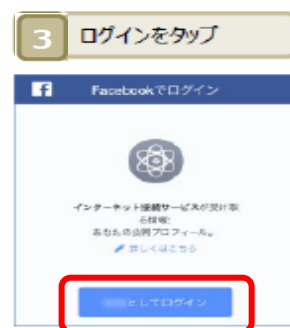 3 ログインをタップ
Facebookでログイン
インターネット接続サービスが受け取
る情報:
あなたの公開プロフィール。
詳しくはこちら
としてログイン